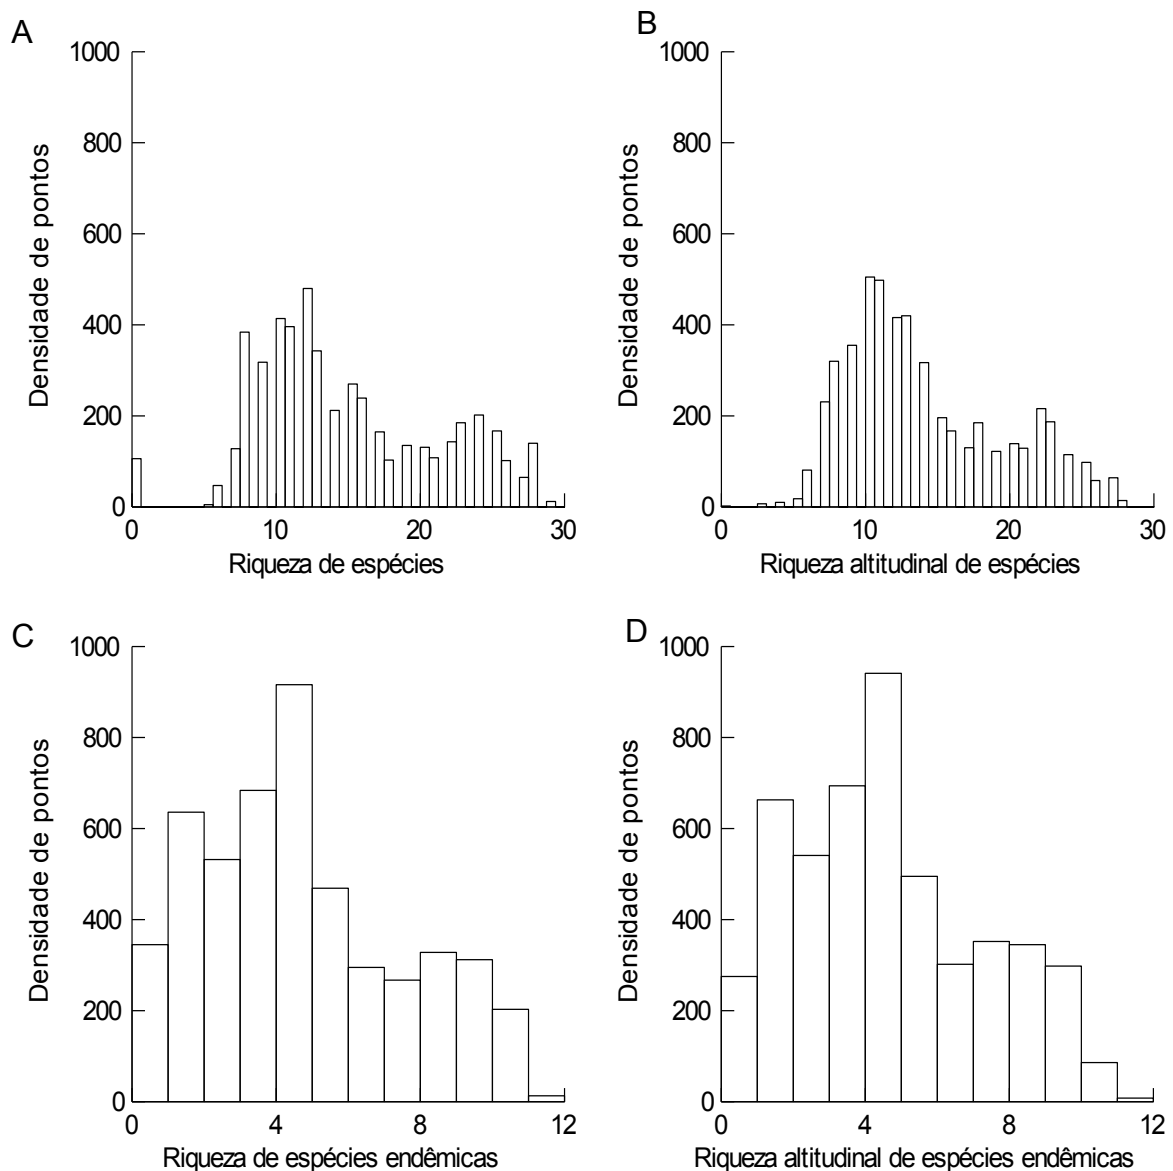 A
1000
800
600
400
200
0
Densidade de pontos
0 10 20 30
Riqueza de espécies
B
1000
800
600
400
200
0
Densidade de pontos
0 10 20 30
Riqueza altitudinal de espécies
C
1000
800
600
400
200
0
Densidade de pontos
0 4 8 12
Riqueza de espécies endêmicas
D
1000
800
600
400
200
0
Densidade de pontos
0 4 8 12
Riqueza altitudinal de espécies endêmicas